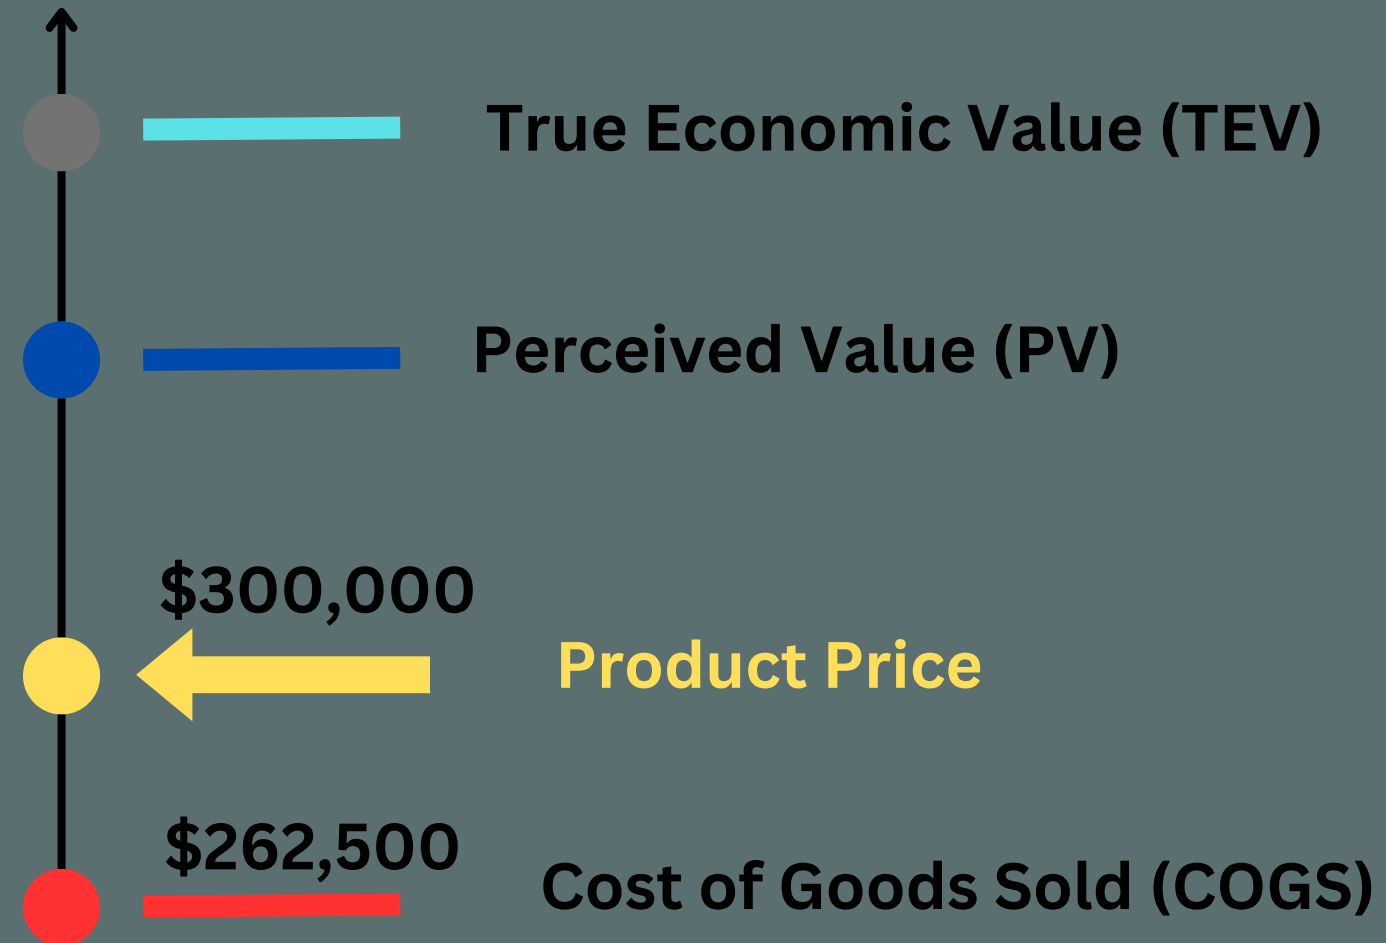 True Economic Value (TEV)
Perceived Value (PV)
$300,000
Product Price
$262,500
Cost of Goods Sold (COGS)